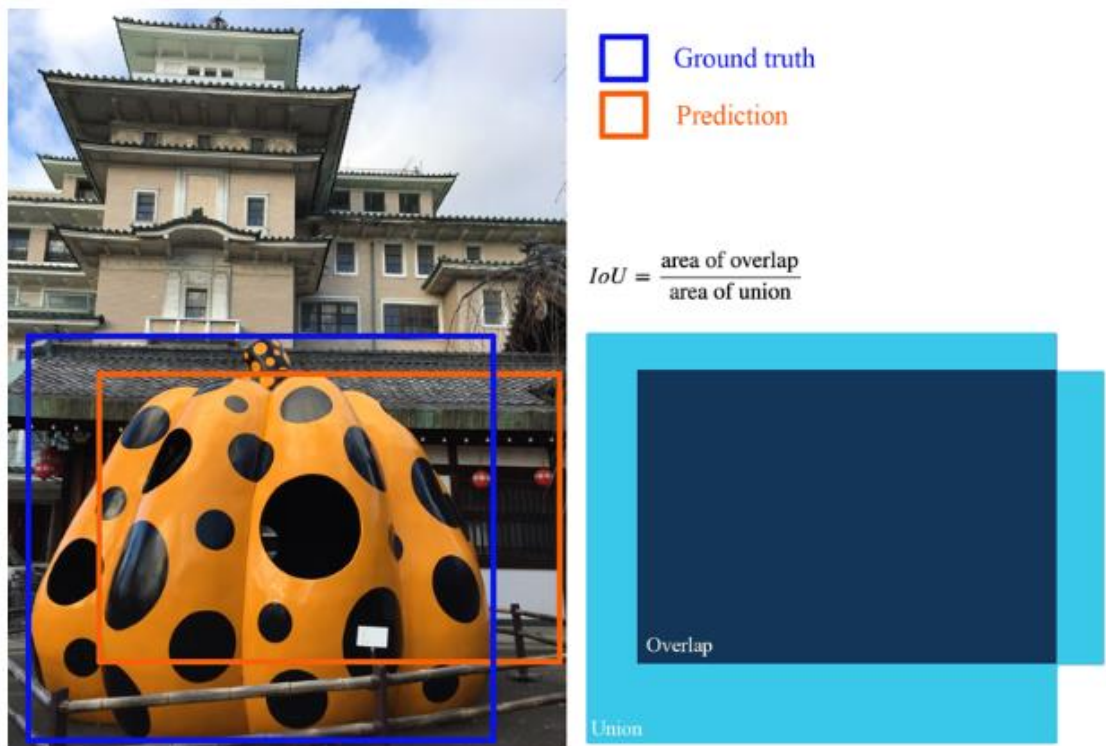 Ground truth
Prediction
IoU = area of overlap / area of union
Overlap
Union